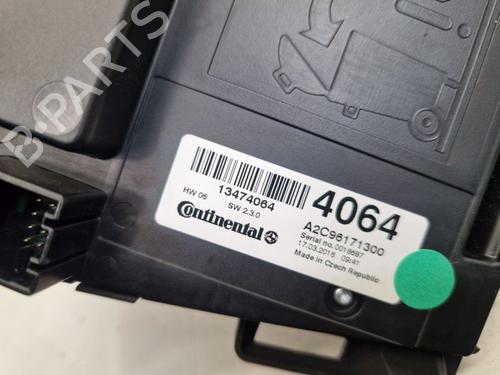 13474064
HW 06
SW 2.3.0
Continental
4064
A2C96171300
Serial no. 0019697
17.03.2016 09:41
Made in Czech Republic
B-Parts